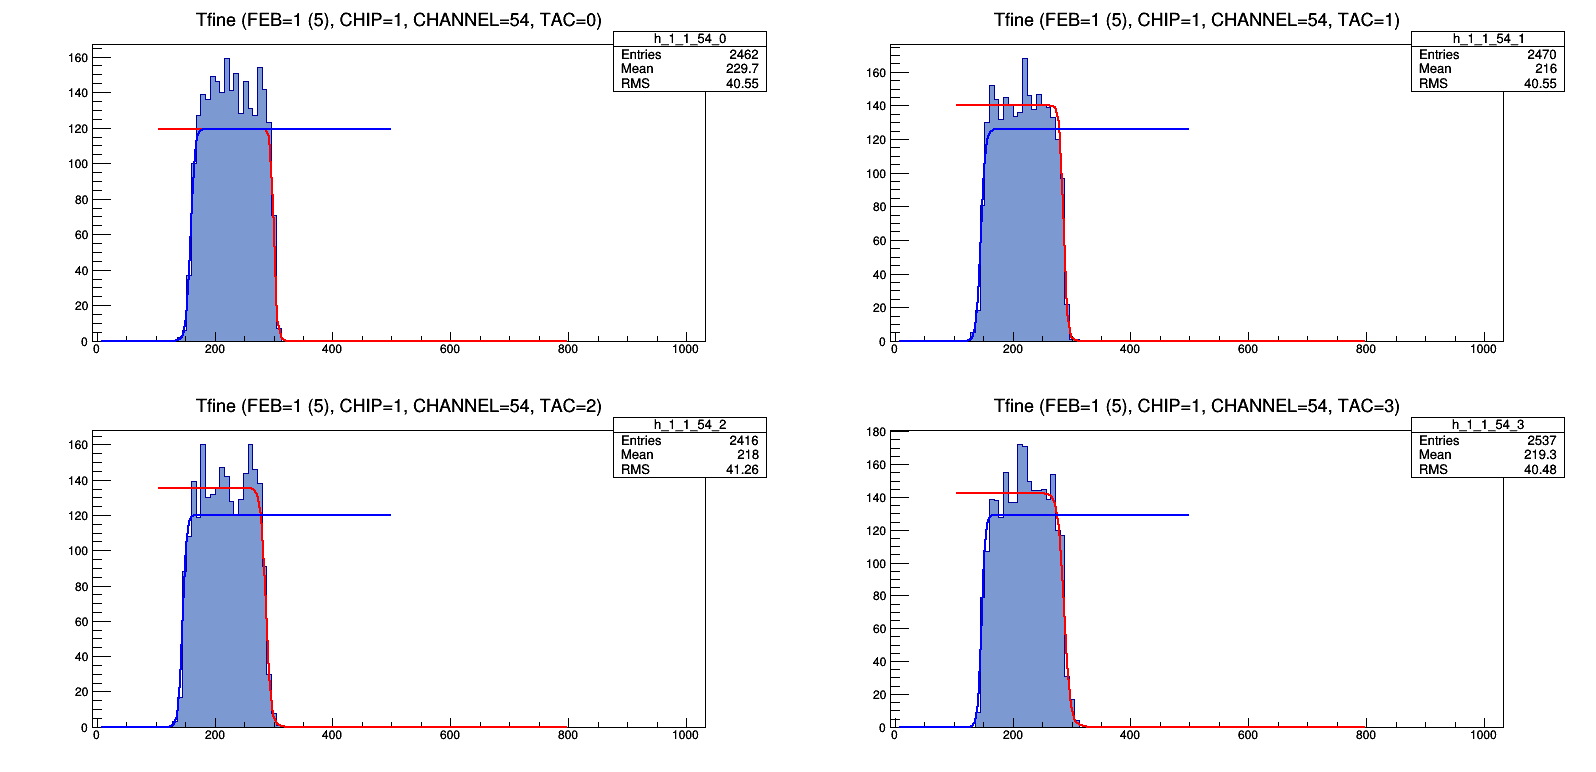 Tfine (FEB=1 (5), CHIP=1, CHANNEL=54, TAC=0)
h_1_1_54_0
Entries 2462
Mean 229.7
RMS 40.55
160
140
120
100
80
60
40
20
0
0 200 400 600 800 1000
Tfine (FEB=1 (5), CHIP=1, CHANNEL=54, TAC=1)
h_1_1_54_1
Entries 2470
Mean 216
RMS 40.55
160
140
120
100
80
60
40
20
0
0 200 400 600 800 1000
Tfine (FEB=1 (5), CHIP=1, CHANNEL=54, TAC=2)
h_1_1_54_2
Entries 2416
Mean 218
RMS 41.26
160
140
120
100
80
60
40
20
0
0 200 400 600 800 1000
Tfine (FEB=1 (5), CHIP=1, CHANNEL=54, TAC=3)
h_1_1_54_3
Entries 2537
Mean 219.3
RMS 40.48
180
160
140
120
100
80
60
40
20
0
0 200 400 600 800 1000